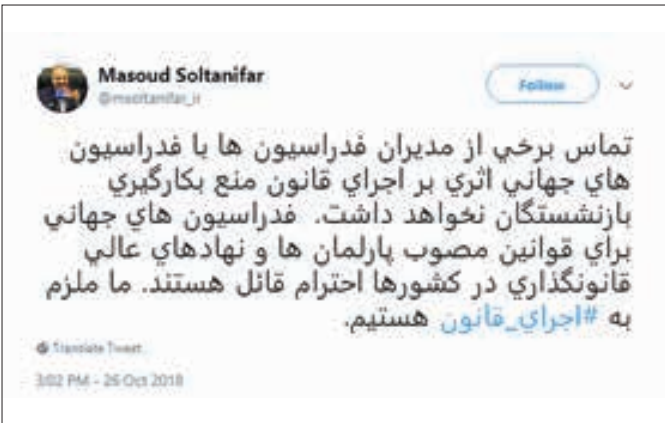 Masoud Soltanifar
Follow
@msoltanifar_ir
تماس برخي از مديران فدراسيون ها با فدراسيون
هاي جهاني اثري بر اجراي قانون منع بكارگيري
بازنشستگان نخواهد داشت. فدراسيون هاي جهاني
براي قوانين مصوب پارلمان ها و نهادهاي عالي
قانونگذاري در كشورها احترام قائل هستند. ما ملزم
به #اجراي_قانون هستيم.
Translate Tweet
3:02 PM - 26 Oct 2018